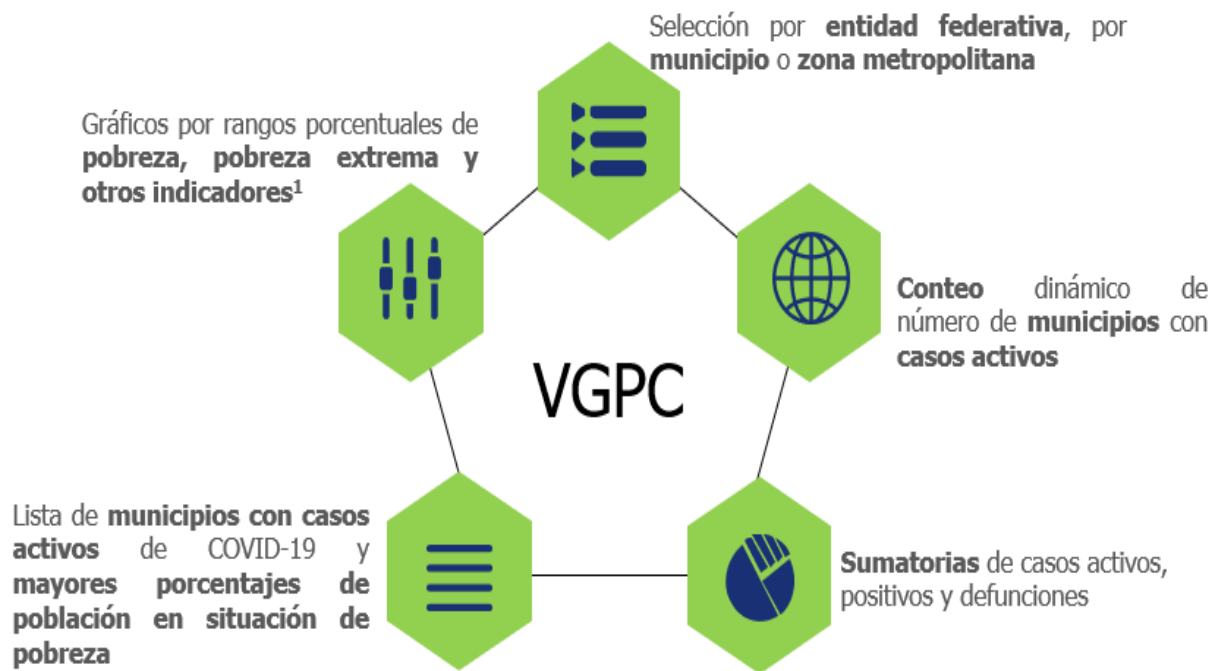 Selección por entidad federativa, por
municipio o zona metropolitana
Gráficos por rangos porcentuales de
pobreza, pobreza extrema y
otros indicadores¹
Conteo dinámico de
número de municipios con
casos activos
VGPC
Lista de municipios con casos
activos de COVID-19 y
mayores porcentajes de
población en situación de
pobreza
Sumatorias de casos activos,
positivos y defunciones